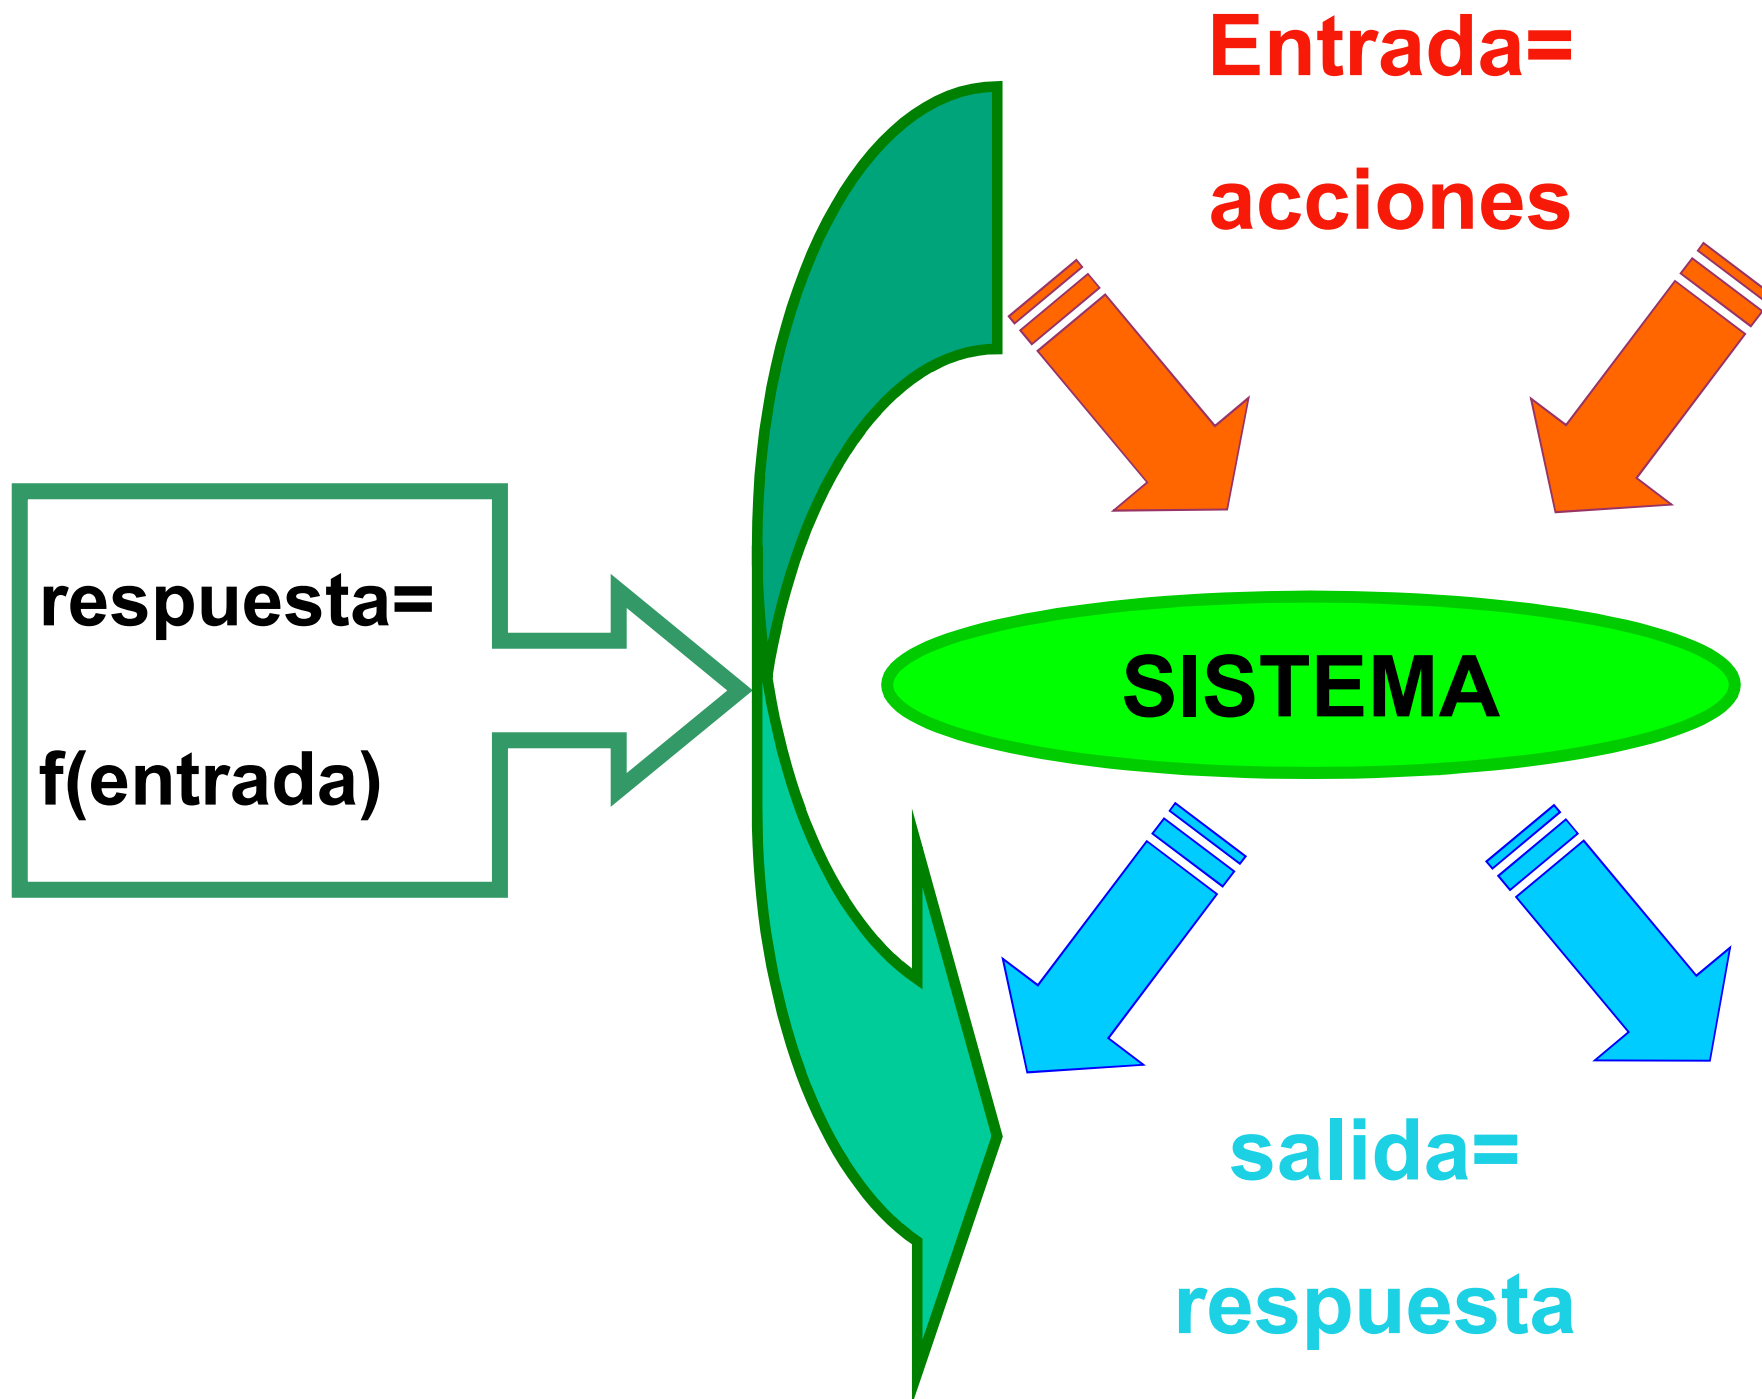 Entrada=
acciones
respuesta=
f(entrada)
SISTEMA
salida=
respuesta